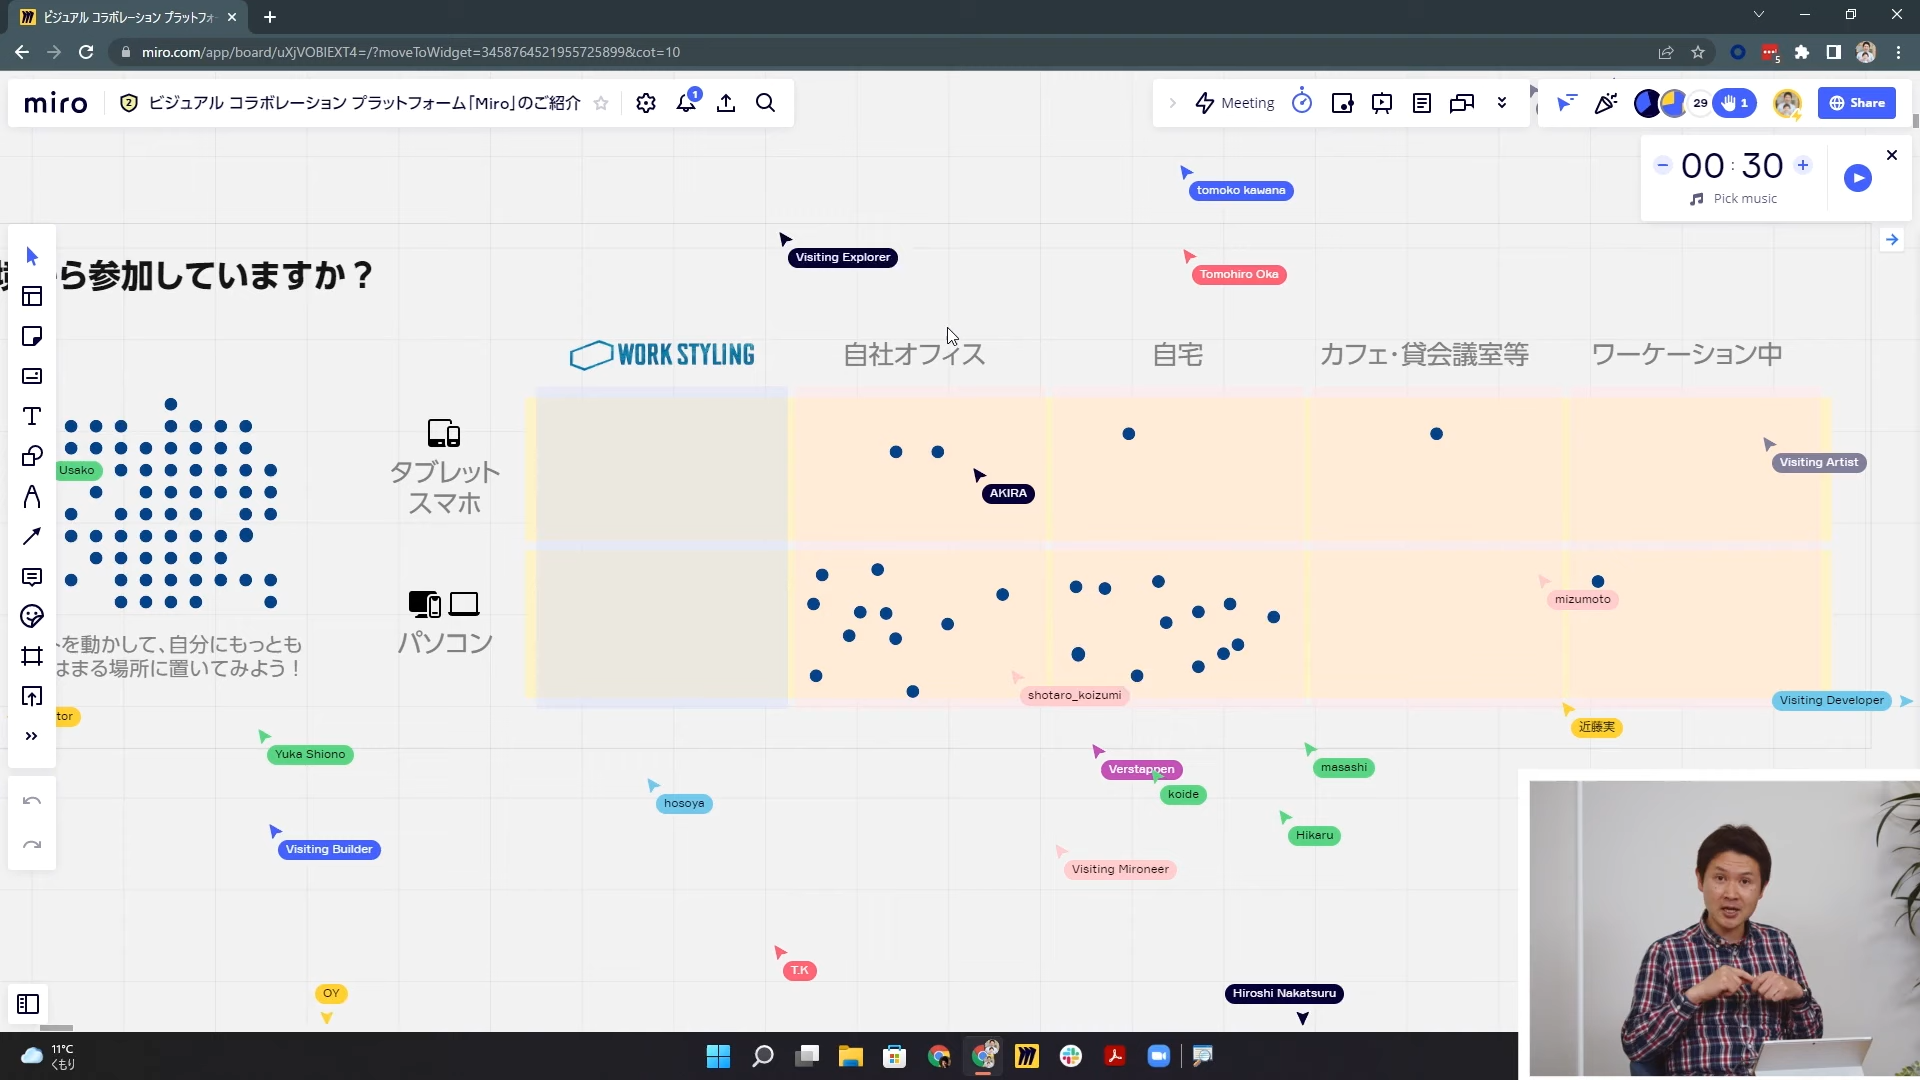 ビジュアル コラボレーション プラットフォ
miro.com/app/board/uXjVOBIEXT4=/?moveToWidget=3458764521955725899&cot=10
5
miro
2
ビジュアル コラボレーション プラットフォーム「Miro」のご紹介
1
Meeting
29
1
Share
00 : 30
Pick music
tomoko kawana
Visiting Explorer
Tomohiro Oka
から参加していますか？
WORK STYLING
自社オフィス
自宅
カフェ・貸会議室等
ワーケーション中
Usako
タブレット
スマホ
AKIRA
Visiting Artist
mizumoto
パソコン
を動かして、自分にもっとも
はまる場所に置いてみよう！
shotaro_koizumi
Visiting Developer
tor
近藤実
Yuka Shiono
Verstappen
masashi
koide
hosoya
Hikaru
Visiting Builder
Visiting Mironeer
T.K
OY
Hiroshi Nakatsuru
11°C
くもり